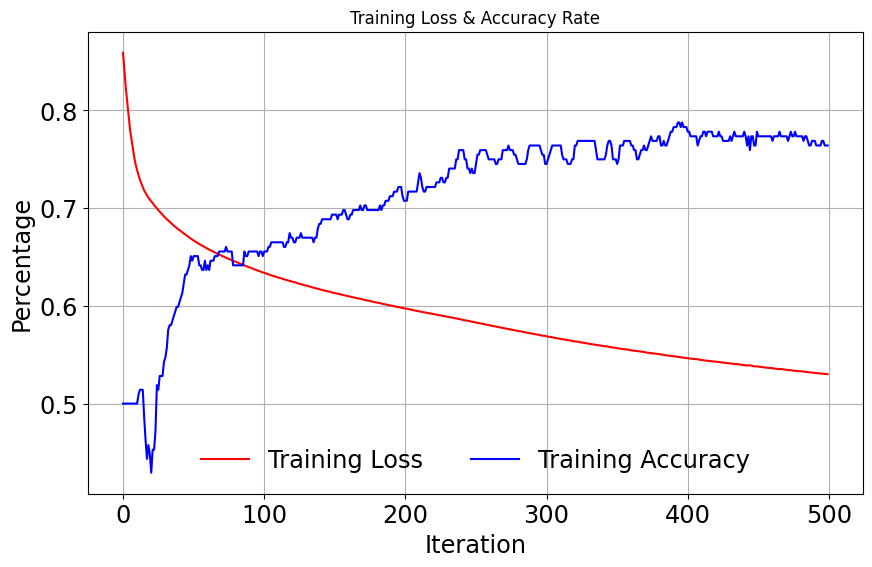 Training Loss & Accuracy Rate
0.8
0.7
0.6
0.5
Percentage
Training Loss
Training Accuracy
0 100 200 300 400 500
Iteration